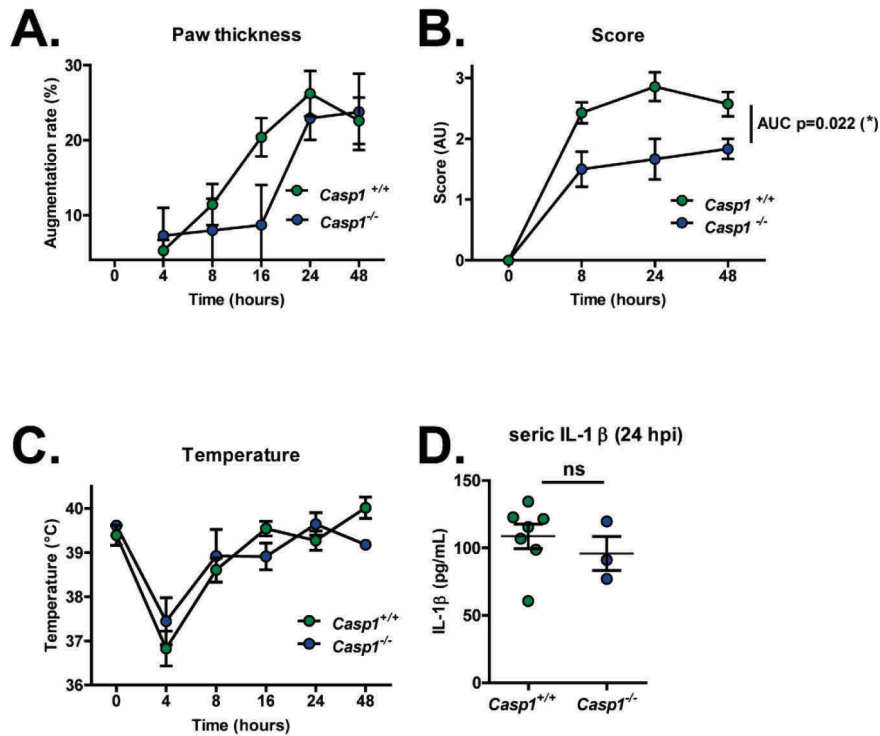 A.
Paw thickness
Augmentation rate (%)
30
20
10
0 4 8 16 24 48
Time (hours)
Casp1 +/+
Casp1-/-
B.
Score
Score (AU)
3
2
1
0
0 8 24 48
Time (hours)
AUC p=0.022 (*)
Casp1 +/+
Casp1 -/-
C.
Temperature
Temperature (°C)
40
39
38
37
36
0 4 8 16 24 48
Time (hours)
Casp1+/+
Casp1-/-
D.
seric IL-1 β (24 hpi)
ns
IL-1β (pg/mL)
150
100
50
0
Casp1+/+ Casp1-/-